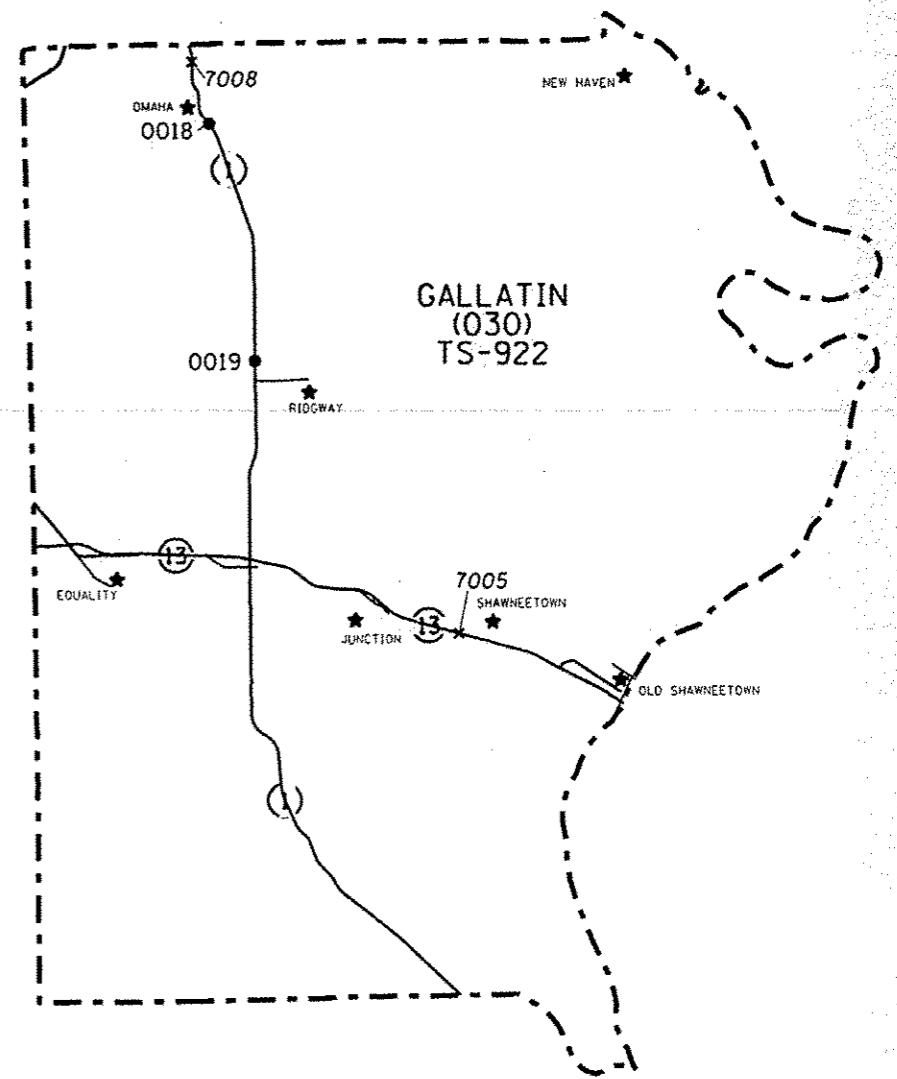 7008
NEW HAVEN
OMAHA
0018
1
GALLATIN
(030)
TS-922
0019
RIDGWAY
13
EQUALITY
7005
SHAWNEETOWN
13
JUNCTION
OLD SHAWNEETOWN
1